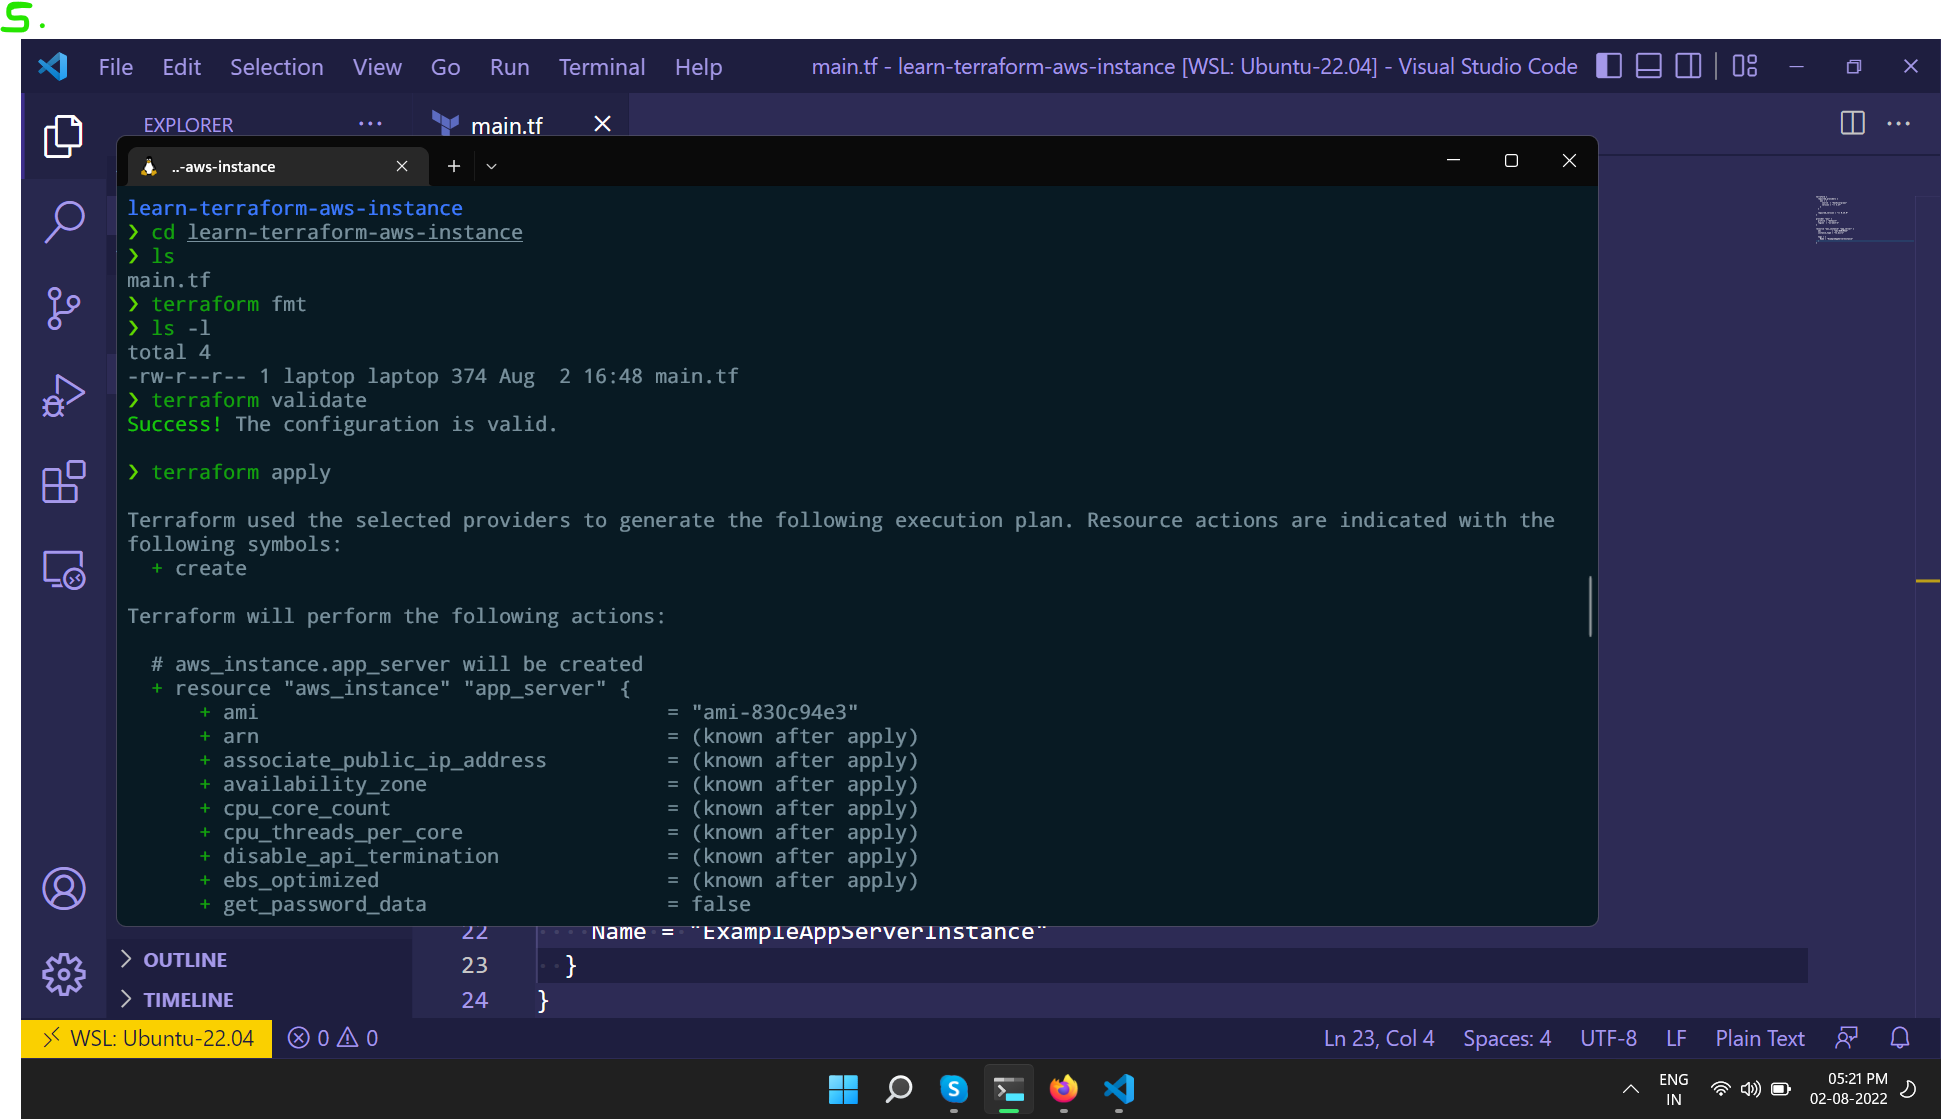 S.
File Edit Selection View Go Run Terminal Help main.tf - learn-terraform-aws-instance [WSL: Ubuntu-22.04] - Visual Studio Code
EXPLORER ··· main.tf
..-aws-instance
learn-terraform-aws-instance
❯ cd learn-terraform-aws-instance
❯ ls
main.tf
❯ terraform fmt
❯ ls -l
total 4
-rw-r--r-- 1 laptop laptop 374 Aug  2 16:48 main.tf
❯ terraform validate
Success! The configuration is valid.
❯ terraform apply
Terraform used the selected providers to generate the following execution plan. Resource actions are indicated with the
following symbols:
+ create
Terraform will perform the following actions:
# aws_instance.app_server will be created
+ resource "aws_instance" "app_server" {
+ ami = "ami-830c94e3"
+ arn = (known after apply)
+ associate_public_ip_address = (known after apply)
+ availability_zone = (known after apply)
+ cpu_core_count = (known after apply)
+ cpu_threads_per_core = (known after apply)
+ disable_api_termination = (known after apply)
+ ebs_optimized = (known after apply)
+ get_password_data = false
22 Name = "ExampleAppServerInstance"
23 }
24 }
OUTLINE
TIMELINE
WSL: Ubuntu-22.04 0 0 Ln 23, Col 4 Spaces: 4 UTF-8 LF Plain Text
ENG 05:21 PM
IN 02-08-2022